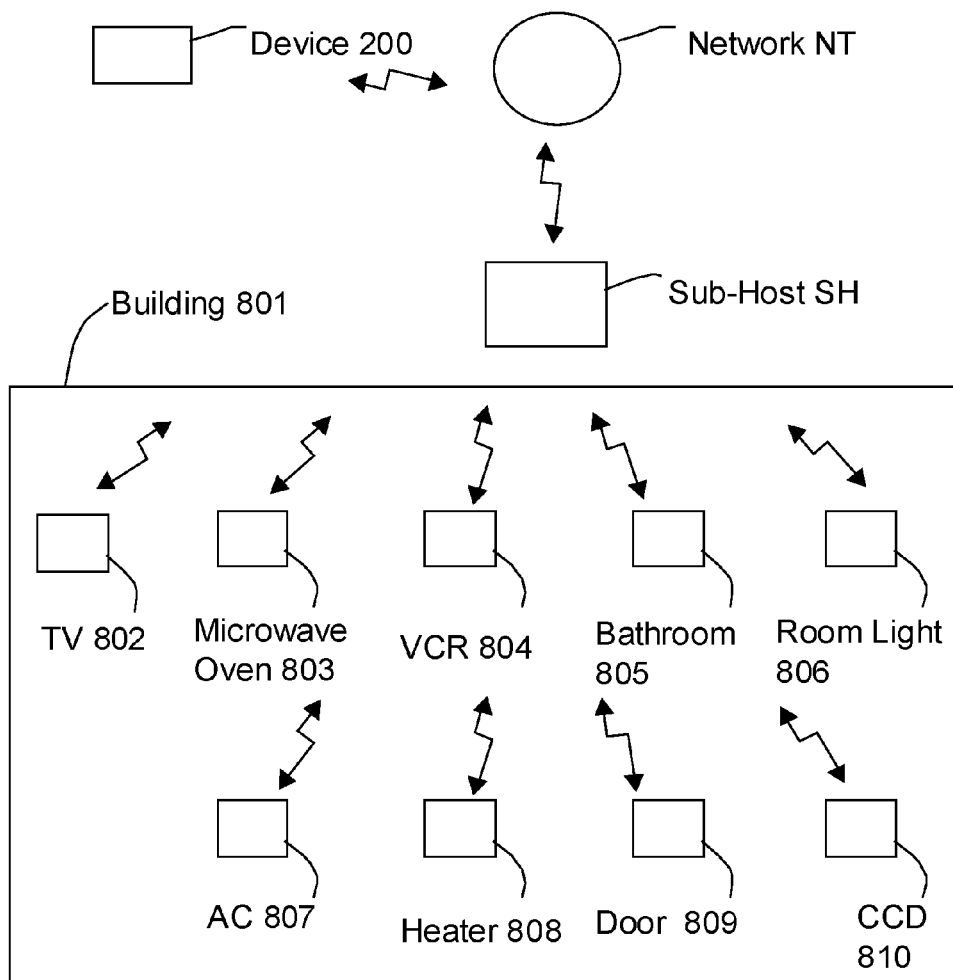 Device 200
Network NT
Sub-Host SH
Building 801
TV 802
Microwave
Oven 803
VCR 804
Bathroom
805
Room Light
806
AC 807
Heater 808
Door 809
CCD
810